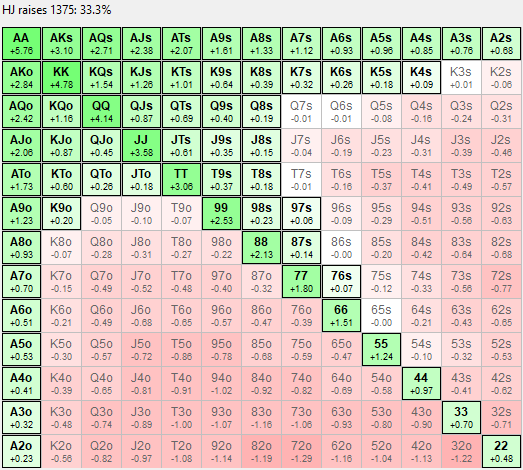 HJ raises 1375: 33.3%
AA AKs AQs AJs ATs A9s A8s A7s A6s A5s A4s A3s A2s
+5.76 +3.10 +2.71 +2.38 +2.07 +1.61 +1.33 +1.12 +0.93 +0.96 +0.85 +0.76 +0.68
AKo KK KQs KJs KTs K9s K8s K7s K6s K5s K4s K3s K2s
+2.84 +4.78 +1.54 +1.26 +1.01 +0.64 +0.39 +0.32 +0.26 +0.18 +0.09 +0.01 -0.06
AQo KQo QQ QJs QTs Q9s Q8s Q7s Q6s Q5s Q4s Q3s Q2s
+2.42 +1.16 +4.14 +0.87 +0.69 +0.40 +0.19 -0.01 -0.01 -0.08 -0.16 -0.24 -0.31
AJo KJo QJo JJ JTs J9s J8s J7s J6s J5s J4s J3s J2s
+2.06 +0.87 +0.45 +3.58 +0.61 +0.35 +0.15 -0.04 -0.19 -0.23 -0.31 -0.39 -0.46
ATo KTo QTo JTo TT T9s T8s T7s T6s T5s T4s T3s T2s
+1.73 +0.60 +0.26 +0.18 +3.06 +0.37 +0.18 -0.01 -0.16 -0.37 -0.41 -0.49 -0.57
A9o K9o Q9o J9o T9o 99 98s 97s 96s 95s 94s 93s 92s
+1.23 +0.20 -0.05 -0.10 -0.07 +2.53 +0.23 +0.06 -0.09 -0.29 -0.51 -0.56 -0.63
A8o K8o Q8o J8o T8o 98o 88 87s 86s 85s 84s 83s 82s
+0.93 -0.07 -0.28 -0.31 -0.27 -0.22 +2.13 +0.14 -0.00 -0.20 -0.42 -0.64 -0.68
A7o K7o Q7o J7o T7o 97o 87o 77 76s 75s 74s 73s 72s
+0.70 -0.15 -0.49 -0.52 -0.48 -0.40 -0.32 +1.80 +0.07 -0.12 -0.33 -0.56 -0.77
A6o K6o Q6o J6o T6o 96o 86o 76o 66 65s 64s 63s 62s
+0.51 -0.21 -0.49 -0.68 -0.65 -0.57 -0.47 -0.39 +1.51 -0.00 -0.21 -0.43 -0.65
A5o K5o Q5o J5o T5o 95o 85o 75o 65o 55 54s 53s 52s
+0.53 -0.30 -0.57 -0.72 -0.86 -0.78 -0.68 -0.59 -0.47 +1.24 -0.10 -0.32 -0.53
A4o K4o Q4o J4o T4o 94o 84o 74o 64o 54o 44 43s 42s
+0.41 -0.39 -0.65 -0.81 -0.91 -1.02 -0.92 -0.82 -0.69 -0.58 +0.97 -0.41 -0.62
A3o K3o Q3o J3o T3o 93o 83o 73o 63o 53o 43o 33 32s
+0.32 -0.48 -0.74 -0.89 -1.00 -1.07 -1.16 -1.06 -0.93 -0.80 -0.90 +0.70 -0.71
A2o K2o Q2o J2o T2o 92o 82o 72o 62o 52o 42o 32o 22
+0.23 -0.56 -0.82 -0.97 -1.08 -1.14 -1.19 -1.29 -1.16 -1.04 -1.13 -1.22 +0.48